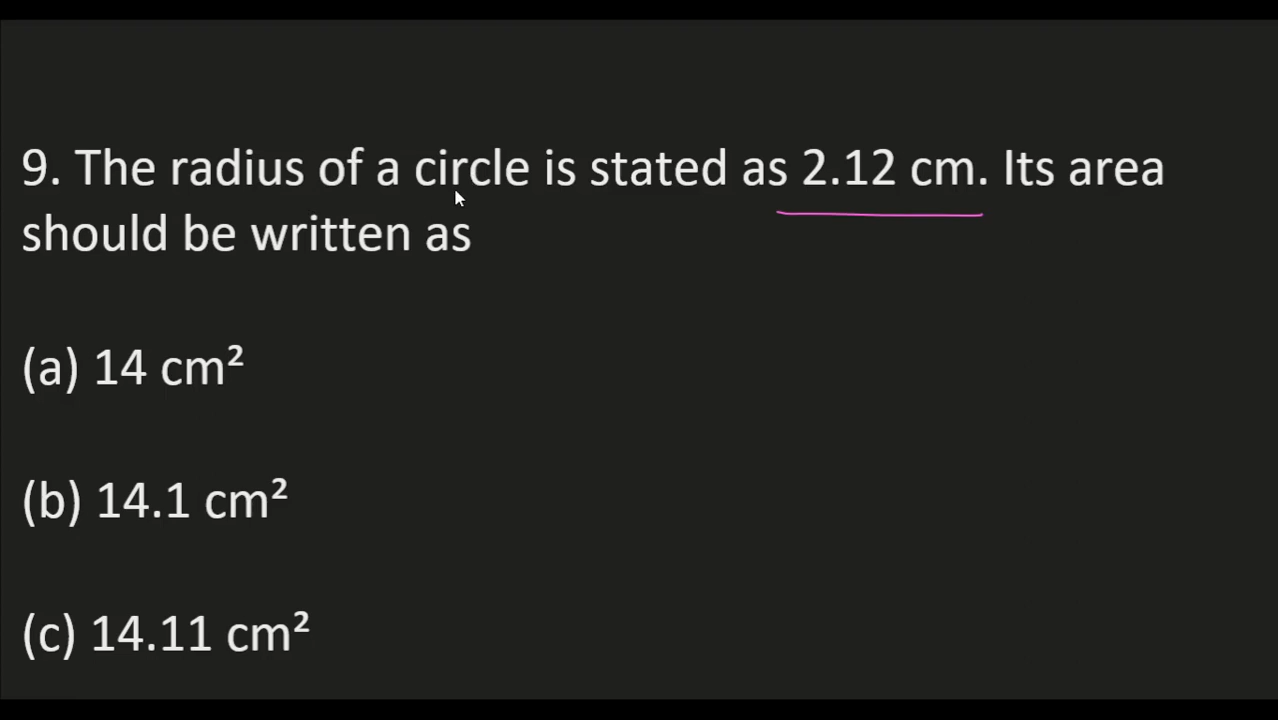 9. The radius of a circle is stated as 2.12 cm. Its area
should be written as
(a) 14 cm²
(b) 14.1 cm²
(c) 14.11 cm²